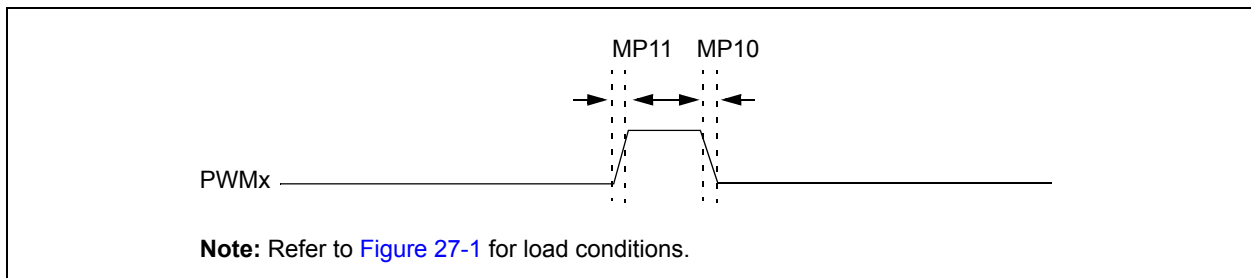 MP11 MP10
PWMx
Note: Refer to Figure 27-1 for load conditions.